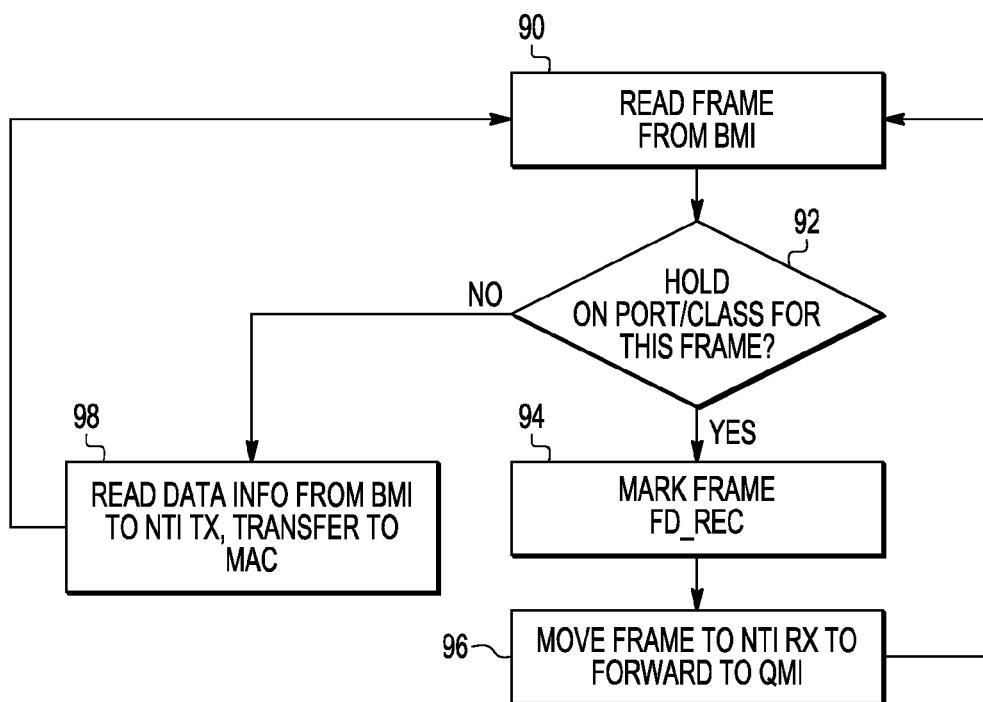 90
READ FRAME
FROM BMI
92
HOLD
ON PORT/CLASS FOR
THIS FRAME?
NO
YES
98
READ DATA INFO FROM BMI
TO NTI TX, TRANSFER TO
MAC
94
MARK FRAME
FD_REC
96
MOVE FRAME TO NTI RX TO
FORWARD TO QMI